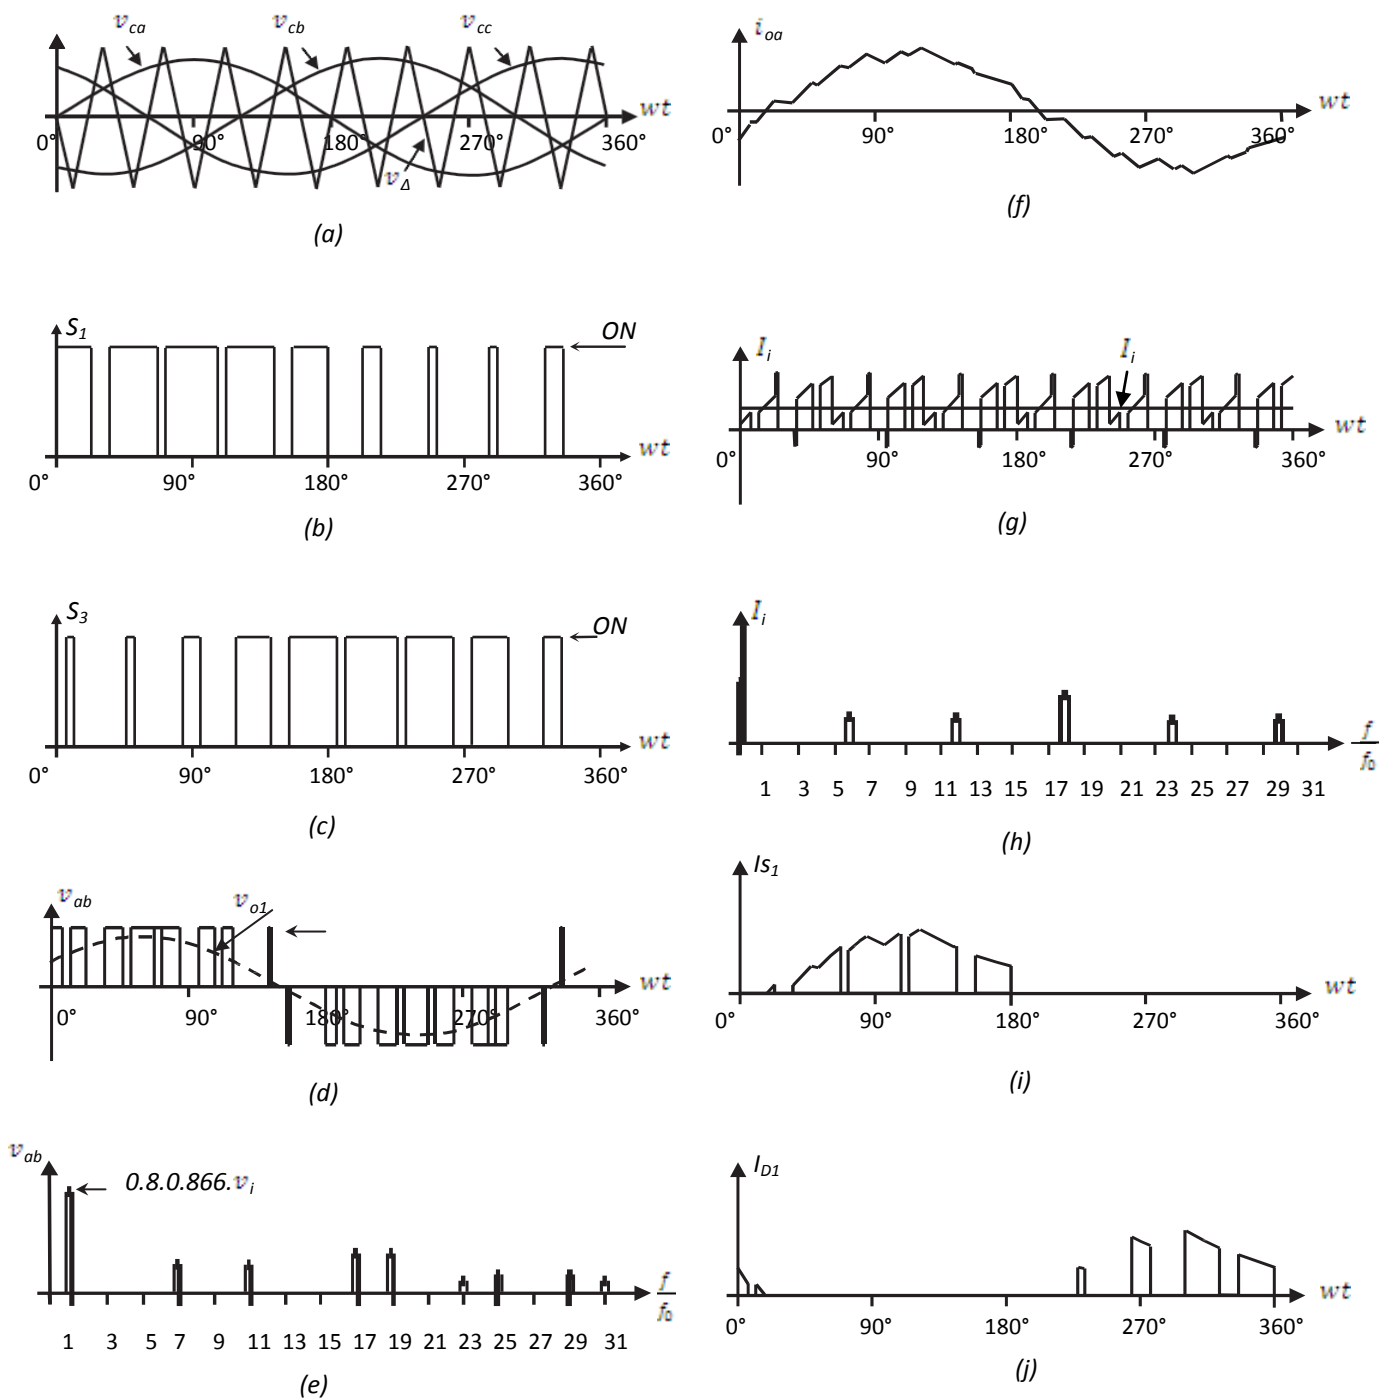 v_ca v_cb v_cc
wt
0° 90° 180° 270° 360°
v_Δ
(a)
S_1 ON
wt
0° 90° 180° 270° 360°
(b)
S_3 ON
wt
0° 90° 180° 270° 360°
(c)
v_ab v_o1
wt
0° 90° 180° 270° 360°
(d)
v_ab 0.8.0.866.v_i
f/f_0
1 3 5 7 9 11 13 15 17 19 21 23 25 27 29 31
(e)
i_oa
wt
0° 90° 180° 270° 360°
(f)
I_i I_i
wt
0° 90° 180° 270° 360°
(g)
I_i
f/f_0
1 3 5 7 9 11 13 15 17 19 21 23 25 27 29 31
(h)
Is_1
wt
0° 90° 180° 270° 360°
(i)
I_D1
wt
0° 90° 180° 270° 360°
(j)